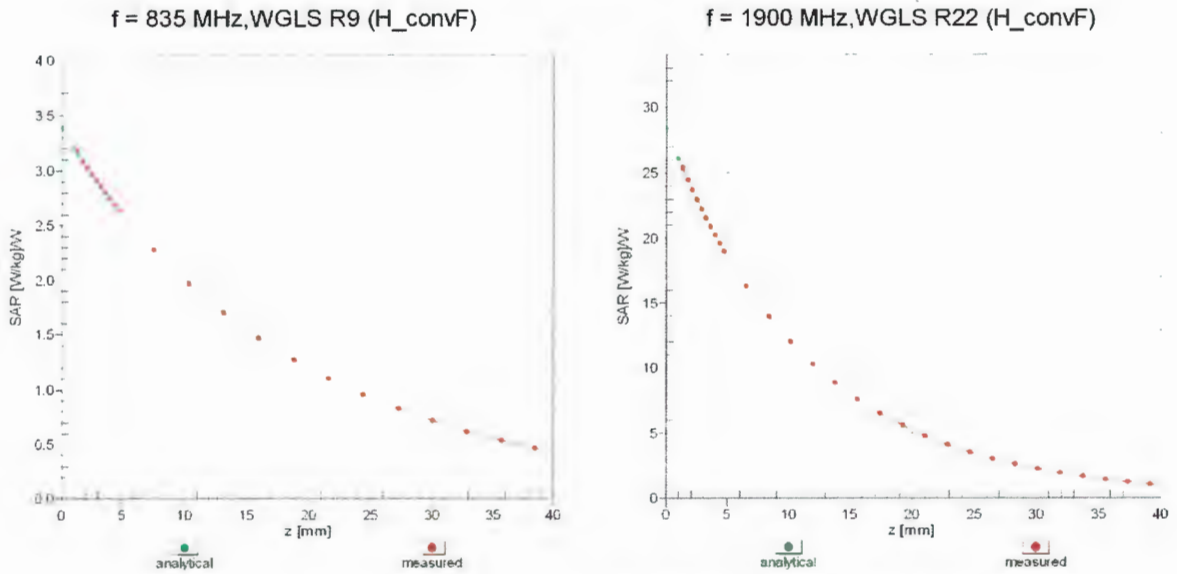 f = 835 MHz,WGLS R9 (H_convF)
4.0
3.5
3.0
2.5
2.0
1.5
1.0
0.5
0.0
SAR [W/kg]/W
0 5 10 15 20 25 30 35 40
z [mm]
analytical measured
f = 1900 MHz,WGLS R22 (H_convF)
30
25
20
15
10
5
0
SAR [W/kg]/W
0 5 10 15 20 25 30 35 40
z [mm]
analytical measured